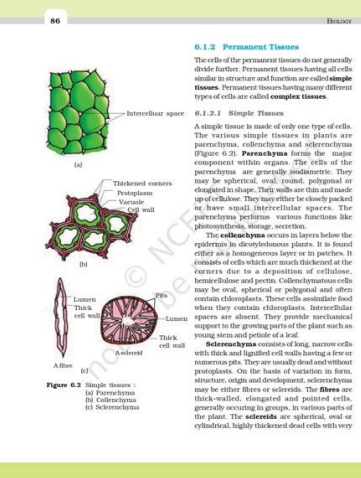 86
BIOLOGY
Intercelluar space
(a)
Thickened corners
Protoplasm
Vacuole
Cell wall
(b)
Lumen
Thick
cell wall
Pits
Lumen
Thick
cell wall
A fibre
A sclereid
(c)
Figure 6.2 Simple tissues :
(a) Parenchyma
(b) Collenchyma
(c) Sclerenchyma
6.1.2 Permanent Tissues
The cells of the permanent tissues do not generally
divide further. Permanent tissues having all cells
similar in structure and function are called simple
tissues. Permanent tissues having many different
types of cells are called complex tissues.
6.1.2.1 Simple Tissues
A simple tissue is made of only one type of cells.
The various simple tissues in plants are
parenchyma, collenchyma and sclerenchyma
(Figure 6.2). Parenchyma forms the major
component within organs. The cells of the
parenchyma are generally isodiametric. They
may be spherical, oval, round, polygonal or
elongated in shape. Their walls are thin and made
up of cellulose. They may either be closely packed
or have small intercellular spaces. The
parenchyma performs various functions like
photosynthesis, storage, secretion.
The collenchyma occurs in layers below the
epidermis in dicotyledonous plants. It is found
either as a homogeneous layer or in patches. It
consists of cells which are much thickened at the
corners due to a deposition of cellulose,
hemicellulose and pectin. Collenchymatous cells
may be oval, spherical or polygonal and often
contain chloroplasts. These cells assimilate food
when they contain chloroplasts. Intercellular
spaces are absent. They provide mechanical
support to the growing parts of the plant such as
young stem and petiole of a leaf.
Sclerenchyma consists of long, narrow cells
with thick and lignified cell walls having a few or
numerous pits. They are usually dead and without
protoplasts. On the basis of variation in form,
structure, origin and development, sclerenchyma
may be either fibres or sclereids. The fibres are
thick-walled, elongated and pointed cells,
generally occuring in groups, in various parts of
the plant. The sclereids are spherical, oval or
cylindrical, highly thickened dead cells with very